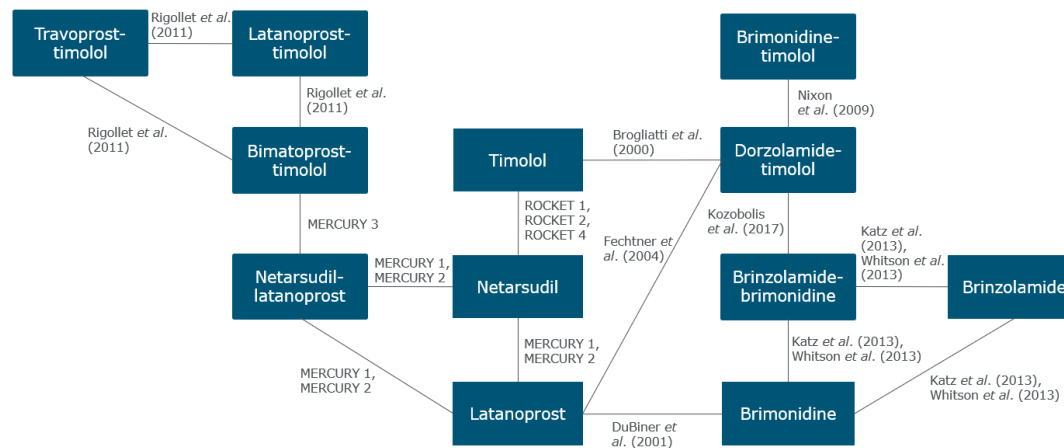 Rigollet et al.
(2011)
Travoprost-
timolol
Latanoprost-
timolol
Brimonidine-
timolol
Rigollet et al.
(2011)
Nixon
et al. (2009)
Rigollet et al.
(2011)
Brogliatti et al.
(2000)
Bimatoprost-
timolol
Timolol
Dorzolamide-
timolol
MERCURY 3
ROCKET 1,
ROCKET 2,
ROCKET 4
Fechtner et
al. (2004)
Kozobolis
et al. (2017)
Katz et al.
(2013),
Whitson et al.
(2013)
MERCURY 1,
MERCURY 2
Netarsudil-
latanoprost
Netarsudil
Brinzolamide-
brimonidine
Brinzolamide
MERCURY 1,
MERCURY 2
MERCURY 1,
MERCURY 2
Katz et al. (2013),
Whitson et al. (2013)
Katz et al. (2013),
Whitson et al. (2013)
Latanoprost
Brimonidine
DuBiner et
al. (2001)